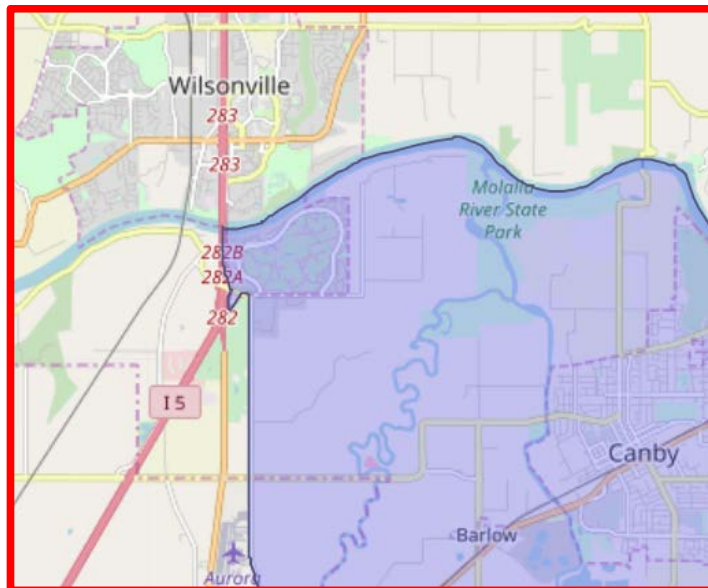 Wilsonville
283
283
Molalla
River State
Park
282B
282A
282
I 5
Canby
Barlow
Aurora